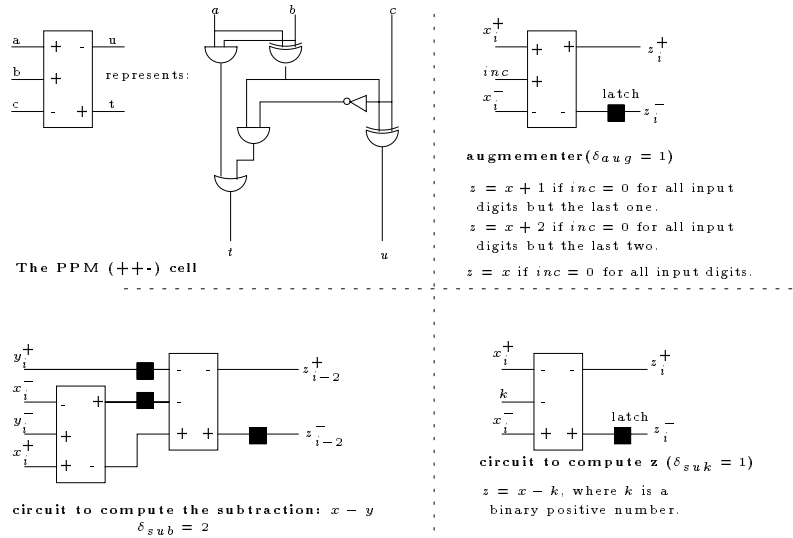 a b c
a + - u
b + represents:
c - + t
t u
The PPM (++-) cell
x_i^+ + + z_i^+
inc +
x_i^- - - latch z_i^-
augmementer(δ_aug = 1)
z = x + 1 if inc = 0 for all input
digits but the last one.
z = x + 2 if inc = 0 for all input
digits but the last two.
z = x if inc = 0 for all input digits.
y_i^+ - - z_{i-2}^+
x_i^- - + -
y_i^- + + + z_{i-2}^-
x_i^+ + -
circuit to compute the subtraction: x - y
δ_sub = 2
x_i^+ - - z_i^+
k -
latch
x_i^- + + z_i^-
circuit to compute z (δ_suk = 1)
z = x - k, where k is a
binary positive number.